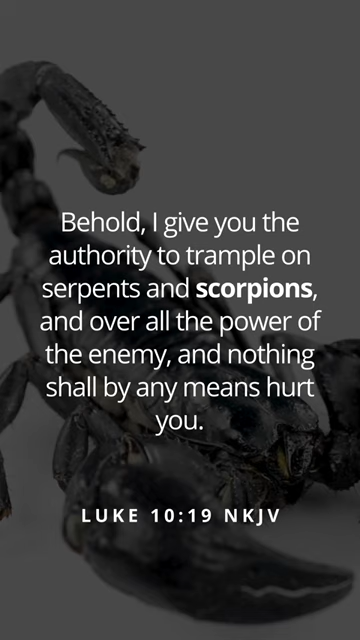 Behold, I give you the
authority to trample on
serpents and scorpions,
and over all the power of
the enemy, and nothing
shall by any means hurt
you.
LUKE 10:19 NKJV